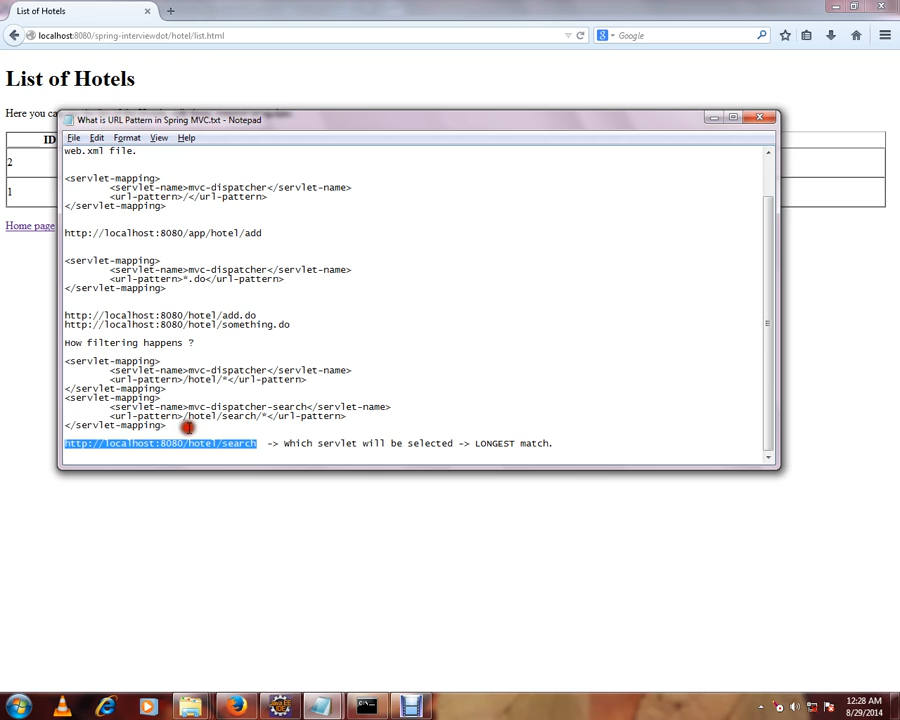 List of Hotels
localhost:8080/spring-interviewdot/hotel/list.html
Google
List of Hotels
Here you ca
ID
2
1
Home page
What is URL Pattern in Spring MVC.txt - Notepad
File Edit Format View Help
web.xml file.
<servlet-mapping>
<servlet-name>mvc-dispatcher</servlet-name>
<url-pattern>/</url-pattern>
</servlet-mapping>
http://localhost:8080/app/hotel/add
<servlet-mapping>
<servlet-name>mvc-dispatcher</servlet-name>
<url-pattern>*.do</url-pattern>
</servlet-mapping>
http://localhost:8080/hotel/add.do
http://localhost:8080/hotel/something.do
How filtering happens ?
<servlet-mapping>
<servlet-name>mvc-dispatcher</servlet-name>
<url-pattern>/hotel/*</url-pattern>
</servlet-mapping>
<servlet-mapping>
<servlet-name>mvc-dispatcher-search</servlet-name>
<url-pattern>/hotel/search/*</url-pattern>
</servlet-mapping>
http://localhost:8080/hotel/search -> Which servlet will be selected -> LONGEST match.
12:28 AM
8/29/2014